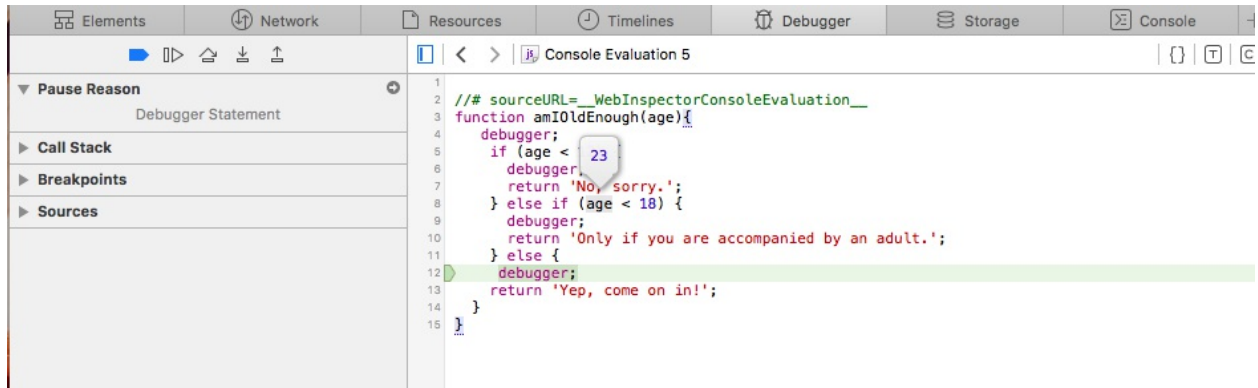 Elements Network Resources Timelines Debugger Storage Console
Console Evaluation 5 {} T C
Pause Reason
Debugger Statement
Call Stack
Breakpoints
Sources
1
2 //# sourceURL=__WebInspectorConsoleEvaluation__
3 function amIOldEnough(age){
4 debugger;
5 if (age <
23
6 debugger
7 return 'No, sorry.';
8 } else if (age < 18) {
9 debugger;
10 return 'Only if you are accompanied by an adult.';
11 } else {
12 debugger;
13 return 'Yep, come on in!';
14 }
15 }